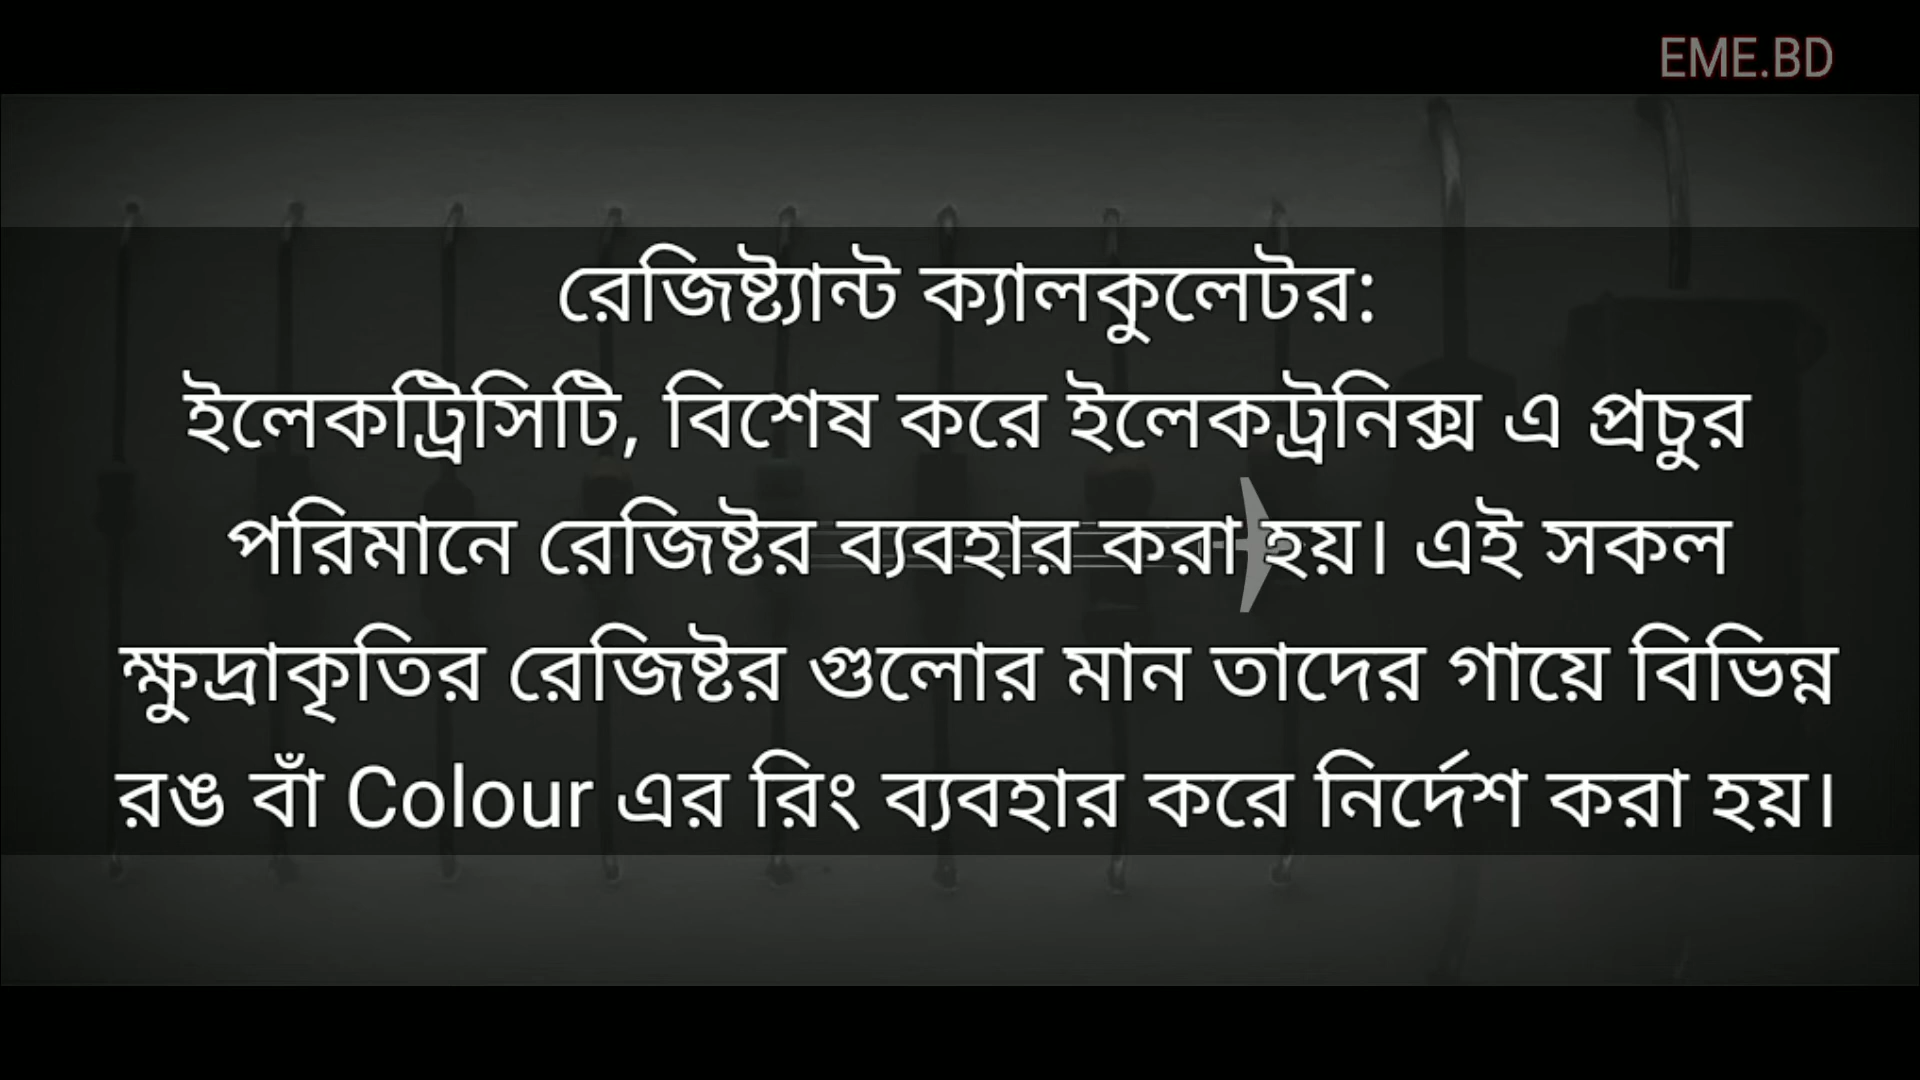 EME.BD
রেজিষ্ট্যান্ট ক্যালকুলেটর:
ইলেকট্রিসিটি, বিশেষ করে ইলেকট্রনিক্স এ প্রচুর
পরিমানে রেজিষ্টর ব্যবহার করা হয়। এই সকল
ক্ষুদ্রাকৃতির রেজিষ্টর গুলোর মান তাদের গায়ে বিভিন্ন
রঙ বাঁ Colour এর রিং ব্যবহার করে নির্দেশ করা হয়।